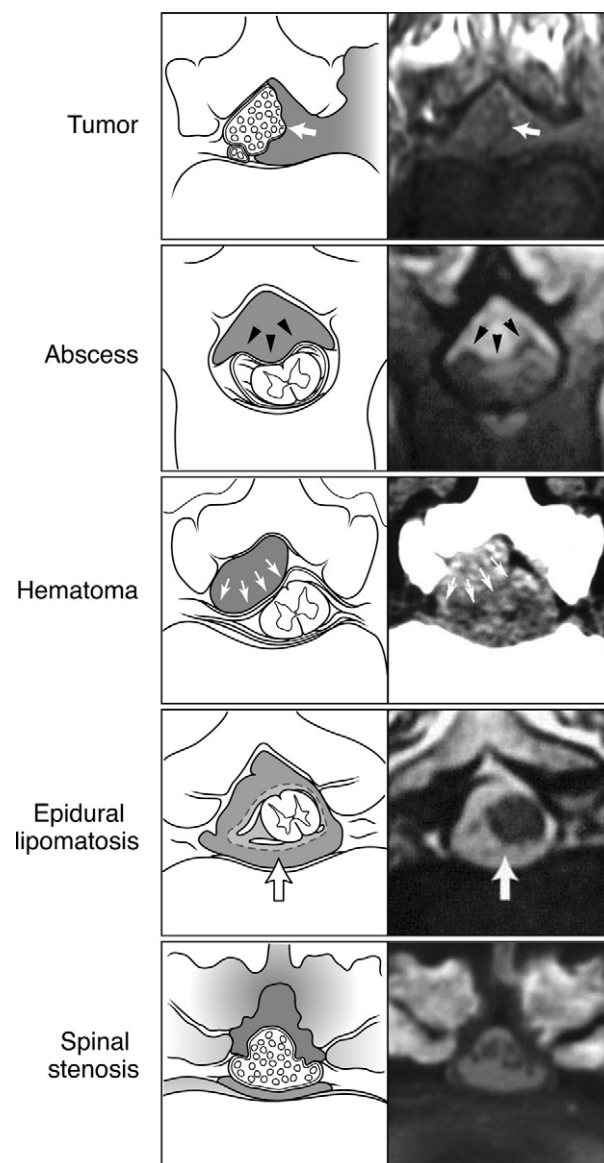 Tumor
Abscess
Hematoma
Epidural
lipomatosis
Spinal
stenosis